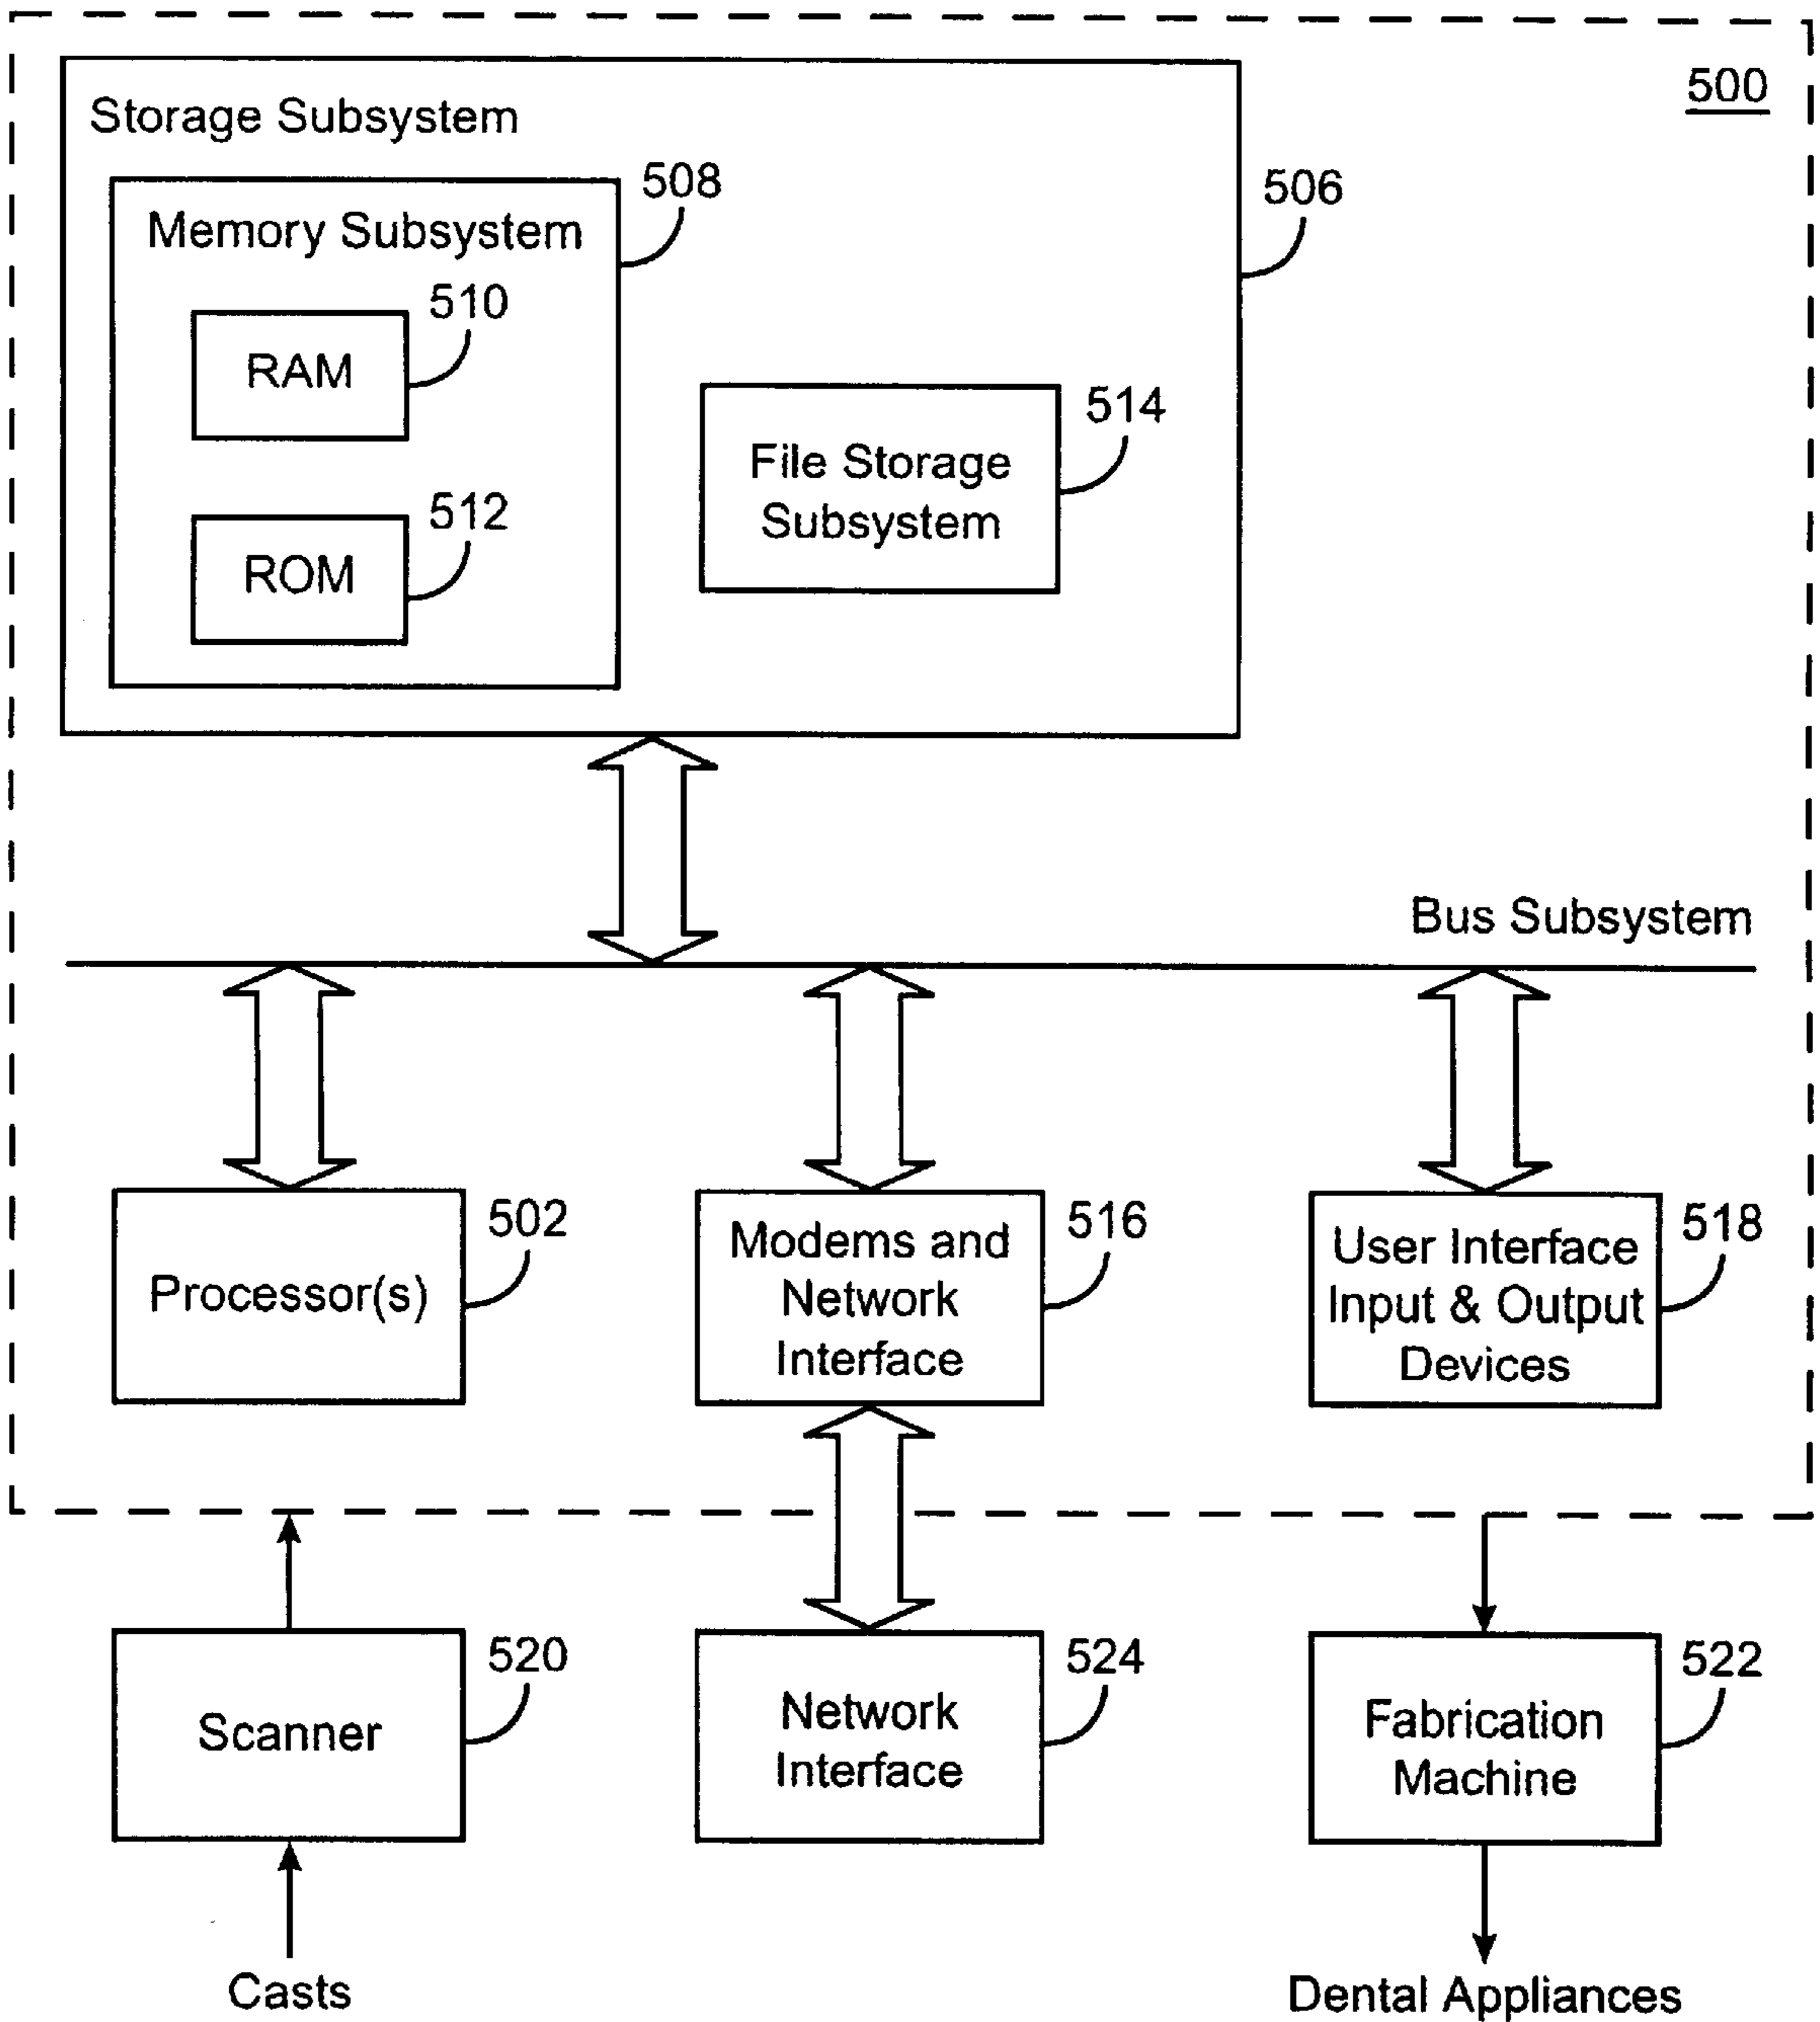 500
Storage Subsystem
508
506
Memory Subsystem
510
RAM
514
File Storage
Subsystem
512
ROM
Bus Subsystem
502
Processor(s)
516
Modems and
Network
Interface
518
User Interface
Input & Output
Devices
520
Scanner
524
Network
Interface
522
Fabrication
Machine
Casts
Dental Appliances